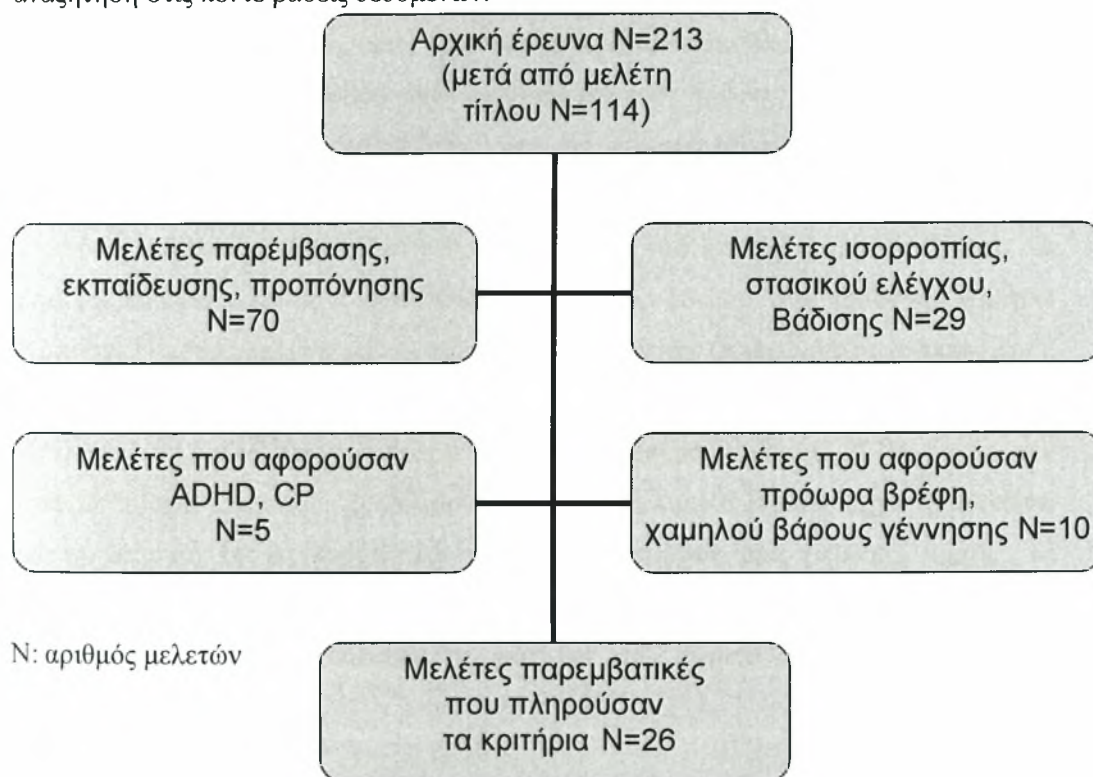 Αρχική έρευνα N=213
(μετά από μελέτη
τίτλου N=114)
Μελέτες παρέμβασης,
εκπαίδευσης, προπόνησης
N=70
Μελέτες ισορροπίας,
στασικού ελέγχου,
Βάδισης N=29
Μελέτες που αφορούσαν
ADHD, CP
N=5
Μελέτες που αφορούσαν
πρόωρα βρέφη,
χαμηλού βάρους γέννησης N=10
N: αριθμός μελετών
Μελέτες παρεμβατικές
που πληρούσαν
τα κριτήρια N=26